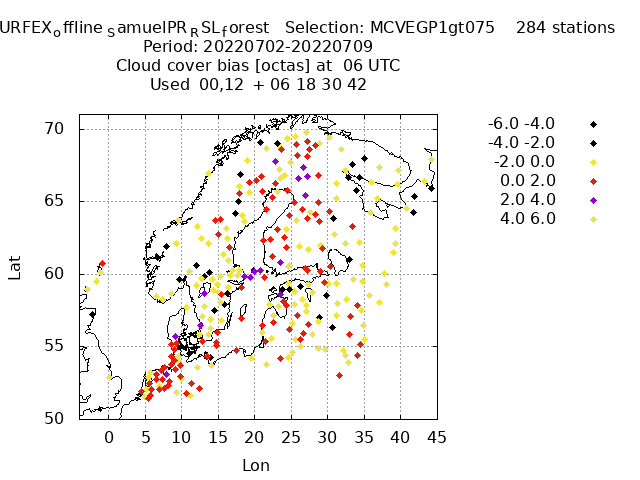 URFEXoffline SamuelPRRSLforest Selection: MCVEGP1gt075 284 stations
Period: 20220702-20220709
Cloud cover bias [octas] at 06 UTC
Used 00,12 + 06 18 30 42
70
65
60
55
50
Lat
0 5 10 15 20 25 30 35 40 45
Lon
-6.0 -4.0
-4.0 -2.0
-2.0 0.0
0.0 2.0
2.0 4.0
4.0 6.0